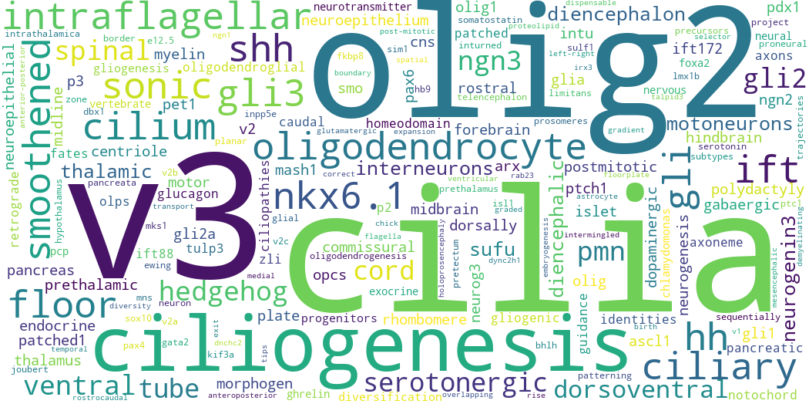 intraflagellar
neurotransmitter
neuroepithelium
olig1
diencephalon
dispensable
pdx1
intrathalamica
border
e12.5
ngn1
somatostatin
proteolipid
selector
precursors
project
spinal
myelin
shh
cns
patched
intu
ift172
neural
proneural
gliogenesis
oligodendroglial
post-mitotic
inturned
left-right
irx3
neuroepithelial
anterior-posterior
p3
fkbp8
sim1
sulf1
foxa2
axons
zone
vertebrate
sonic
gli3
smo
pax6
hb9
ngn3
glia
lmx1b
gli2
midline
dbx1
pet1
inpp5e
boundary
spatial
rostral
telencephalon
limitans
talpid3
nervous
ngn2
trajectories
smoothened
cilium
planar
caudal
homeodomain
forebrain
glutamatergic
expansion
prosomeres
gradient
motoneurons
fates
centriole
v2
olig2
hindbrain
serotonin
subtypes
thalamic
pancreata
v2b
correct
ventricular
oligodendrocyte
gli
ift
retrograde
hypothalamus
motor
glucagon
transport
mash1
interneurons
arx
rab23
postmitotic
floorplate
ptch1
polydactyly
ptc
olps
v3
ciliopathies
nkx6.1
prethalamus
astrocyte
islet
gabaergic
mks1
glial
p2
midbrain
isl1
graded
dorsally
embryogenesis
diencephalic
intermingled
dopaminergic
chlamydomonas
neurogenesis
axoneme
neurogenin3
demyelinating
pcp
gli2a
tulp3
v2c
chick
flagella
commissural
oligodendrogenesis
holoprosencephaly
pretectum
sufu
pmn
mesencephalic
pancreas
ift88
ewing
zli
opcs
cord
dync2h1
neurog3
olig
cilia
prethalamic
medial
exocrine
gliogenic
guidance
identities
sequentially
floor
mns
neuron
hedgehog
plate
rhombomere
birth
v1
diversity
progenitors
bhlh
hh
gli1
endocrine
sox10
v2a
exit
ascl1
pancreatic
patched1
pax4
gata2
dnchc2
tips
ciliogenesis
thalamus
temporal
kif3a
ciliary
joubert
ventral
tube
morphogen
serotonergic
patterning
dorsoventral
notochord
rostrocaudal
anteroposterior
ghrelin
diversification
overlapping
rise